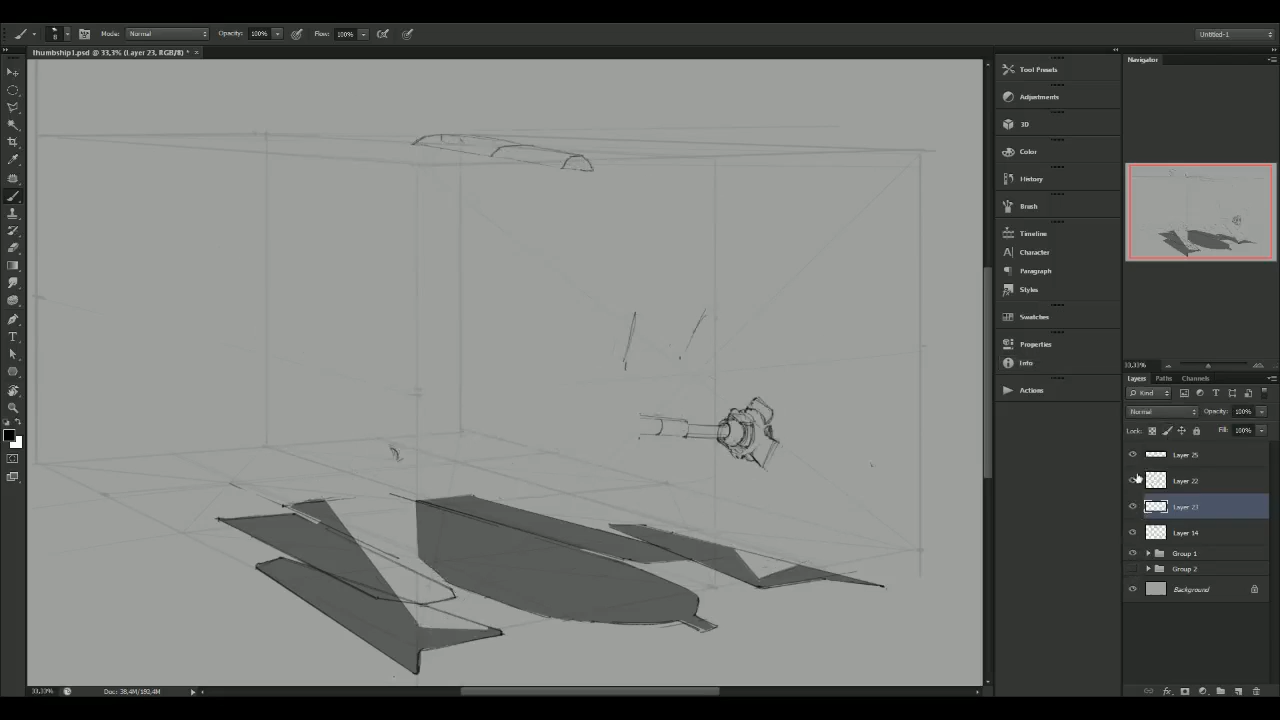 Mode: Normal Opacity: 100% Flow: 100% Untitled-1
thumbship1.psd @ 33,3% (Layer 23, RGB/8) * ×
Tool Presets
Adjustments
3D
Color
History
Brush
Timeline
Character
Paragraph
Styles
Swatches
Properties
Info
Actions
Navigator
33,33%
Layers Paths Channels
Kind
Normal Opacity: 100%
Lock: Fill: 100%
Layer 25
Layer 22
Layer 23
Layer 14
Group 1
Group 2
Background
33,33% Doc: 38,4M/192,4M